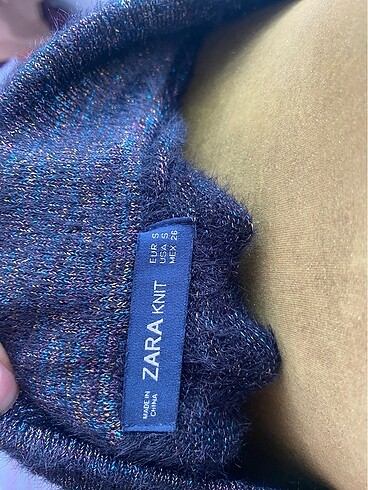 MADE IN
CHINA
ZARA KNIT
EUR S
USA S
MEX 26